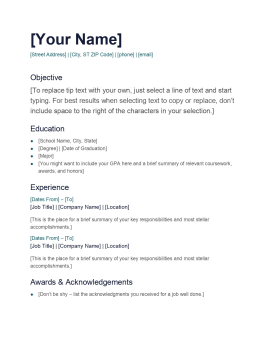 [Your Name]
[Street Address] | [City, ST ZIP Code] | [phone] | [email]
Objective
[To replace tip text with your own, just select a line of text and start
typing. For best results when selecting text to copy or replace, don't
include space to the right of the characters in your selection.]
Education
[School Name, City, State]
[Degree] | [Date of Graduation]
[Major]
[You might want to include your GPA here and a brief summary of relevant coursework,
awards, and honors]
Experience
[Dates From] – [To]
[Job Title] | [Company Name] | [Location]
[This is the place for a brief summary of your key responsibilities and most stellar
accomplishments.]
[Dates From] – [To]
[Job Title] | [Company Name] | [Location]
[This is the place for a brief summary of your key responsibilities and most stellar
accomplishments.]
Awards & Acknowledgements
[Don't be shy – list the acknowledgments you received for a job well done.]